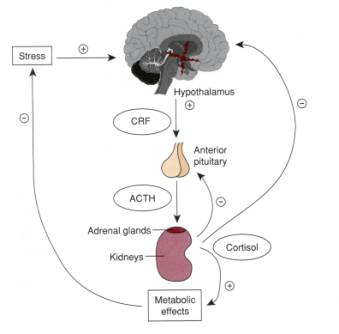 Stress
+
Hypothalamus
+
-
CRF
Anterior
pituitary
-
-
ACTH
Adrenal glands
Cortisol
Kidneys
+
Metabolic
effects